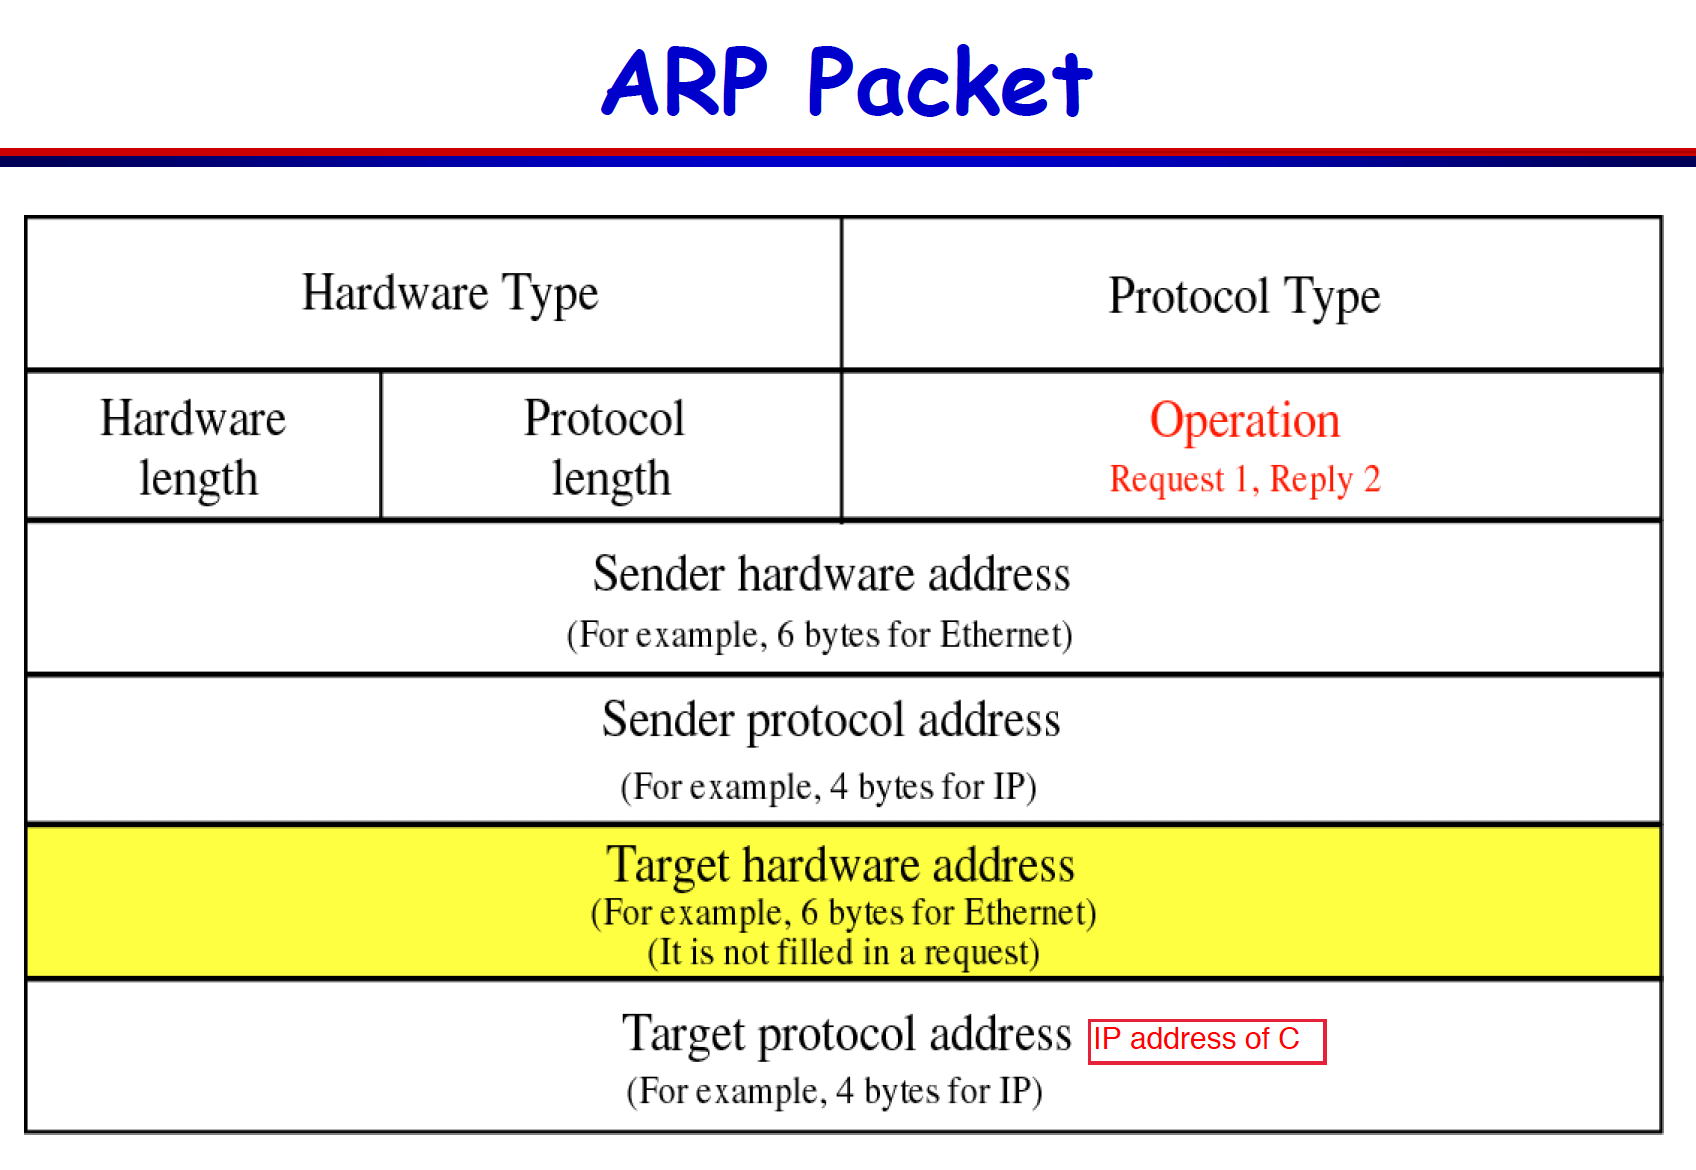 ARP Packet
Hardware Type
Protocol Type
Hardware
length
Protocol
length
Operation
Request 1, Reply 2
Sender hardware address
(For example, 6 bytes for Ethernet)
Sender protocol address
(For example, 4 bytes for IP)
Target hardware address
(For example, 6 bytes for Ethernet)
(It is not filled in a request)
Target protocol address IP address of C
(For example, 4 bytes for IP)